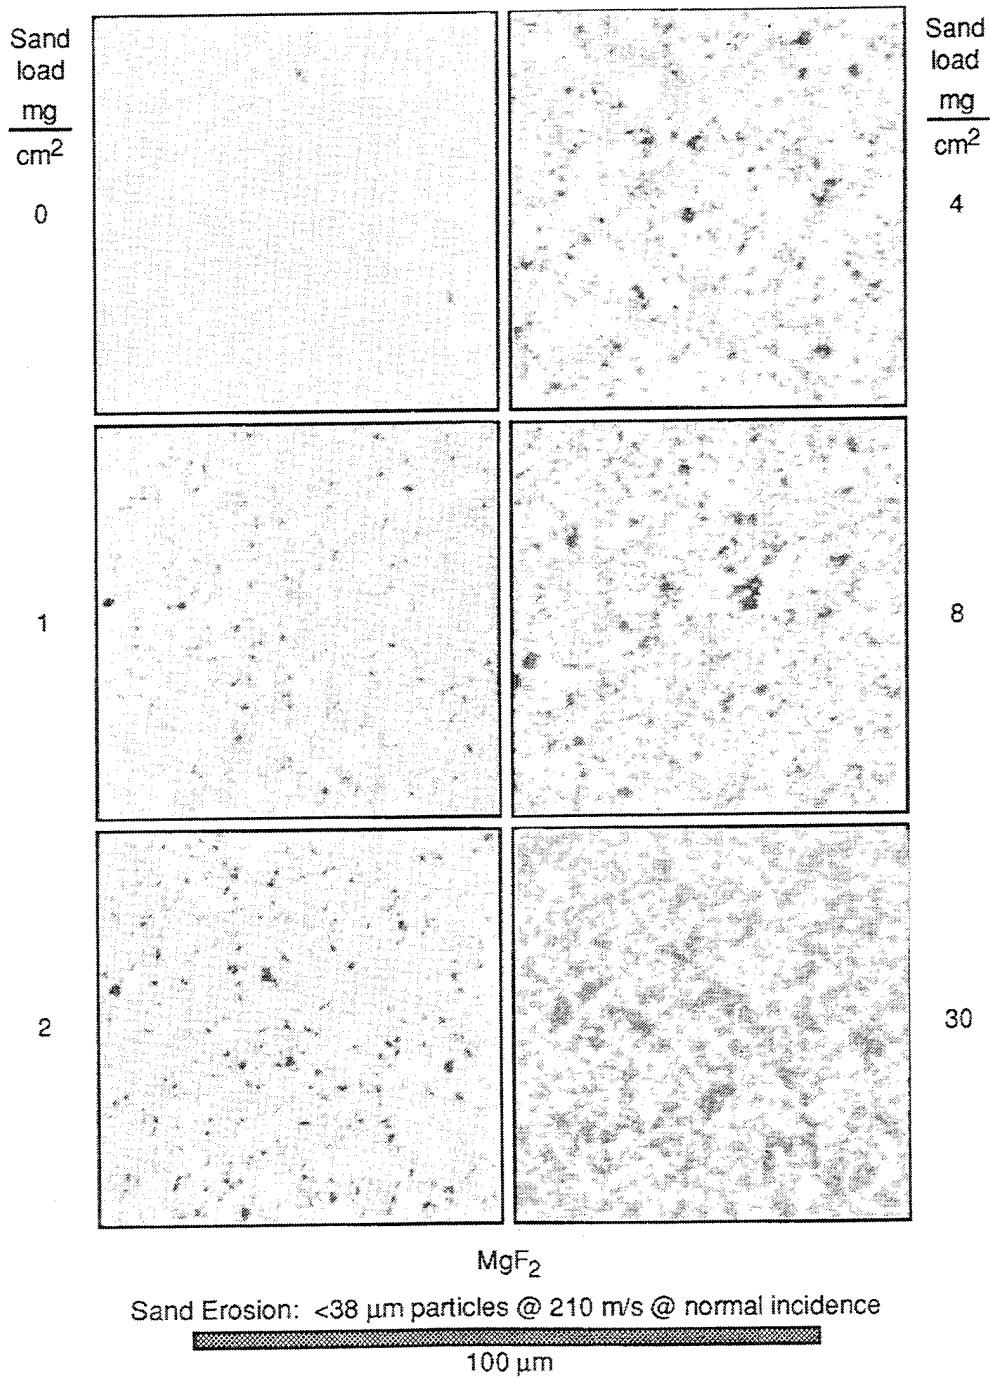 Sand
load
mg
cm2
0
Sand
load
mg
cm2
4
1
8
2
30
MgF2
Sand Erosion: <38 μm particles @ 210 m/s @ normal incidence
100 μm